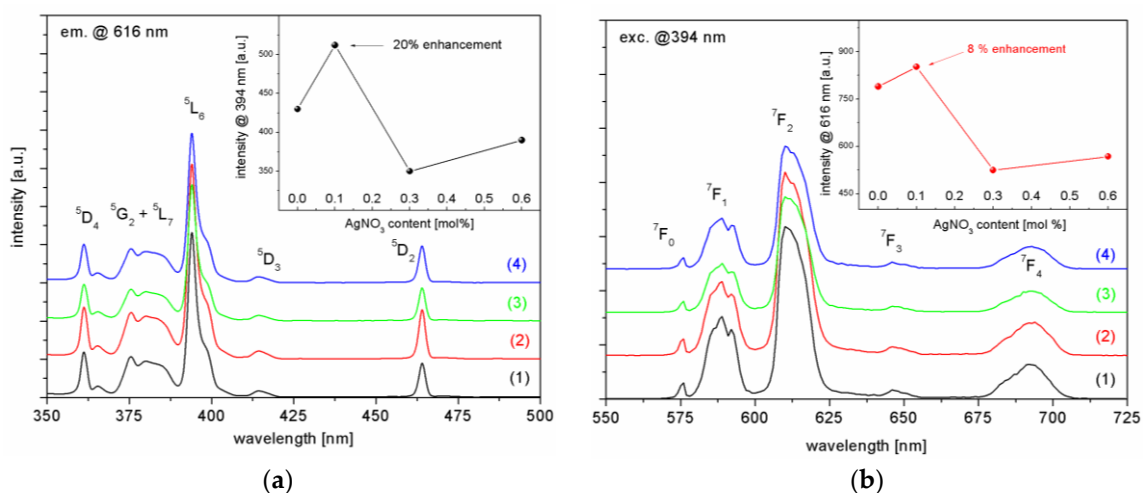 em. @ 616 nm
20% enhancement
intensity @ 394 nm [a.u.]
500
450
400
350
0.0 0.1 0.2 0.3 0.4 0.5 0.6
AgNO₃ content [mol %]
⁵L₆
⁵D₄
⁵G₂ + ⁵L₇
⁵D₃
⁵D₂
(4)
(3)
(2)
(1)
intensity [a.u.]
350 375 400 425 450 475 500
wavelength [nm]
(a)
exc. @394 nm
8 % enhancement
intensity @ 616 nm [a.u.]
900
750
600
450
0.0 0.1 0.2 0.3 0.4 0.5 0.6
AgNO₃ content [mol %]
⁷F₂
⁷F₁
⁷F₀
⁷F₃
⁷F₄
(4)
(3)
(2)
(1)
intensity [a.u.]
550 575 600 625 650 675 700 725
wavelength [nm]
(b)